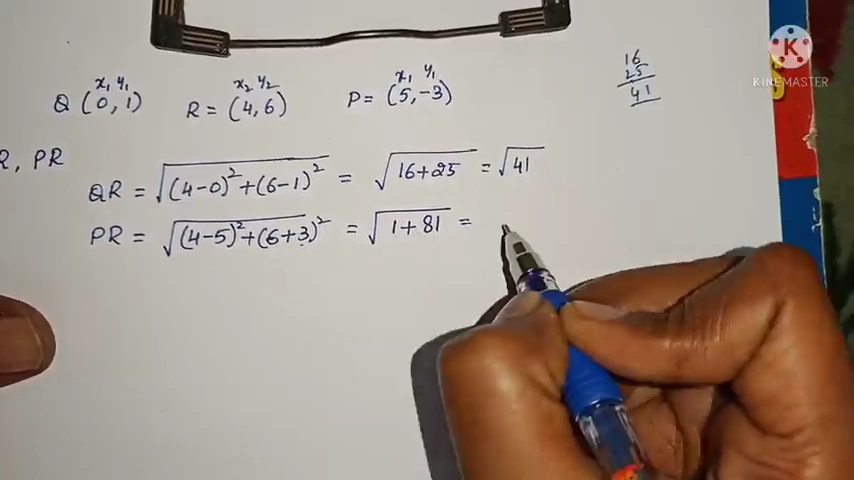 x₁ y₁ x₂ y₂ x₁ y₁
Q (0, 1) R = (4, 6) P = (5, -3)
16
25
41
K
KINEMASTER
R, PR
QR = √(4-0)²+(6-1)² = √16+25 = √41
PR = √(4-5)²+(6+3)² = √1+81 =